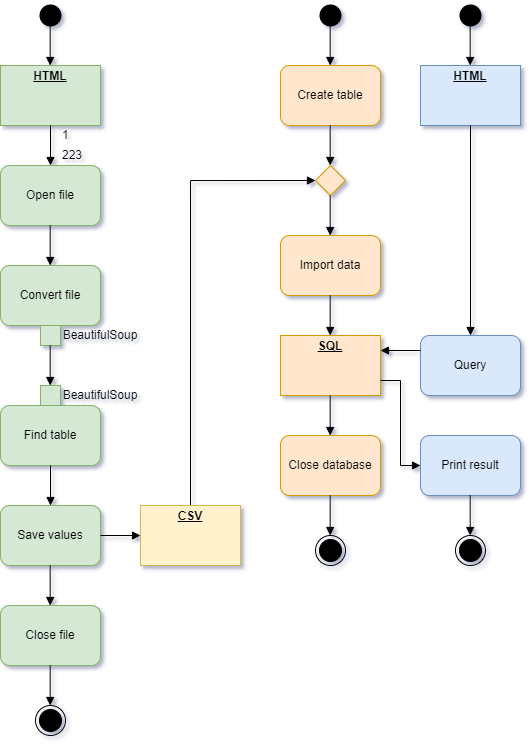 HTML
1
223
Open file
Convert file
BeautifulSoup
BeautifulSoup
Find table
Save values
Close file
CSV
Create table
Import data
SQL
Close database
HTML
Query
Print result